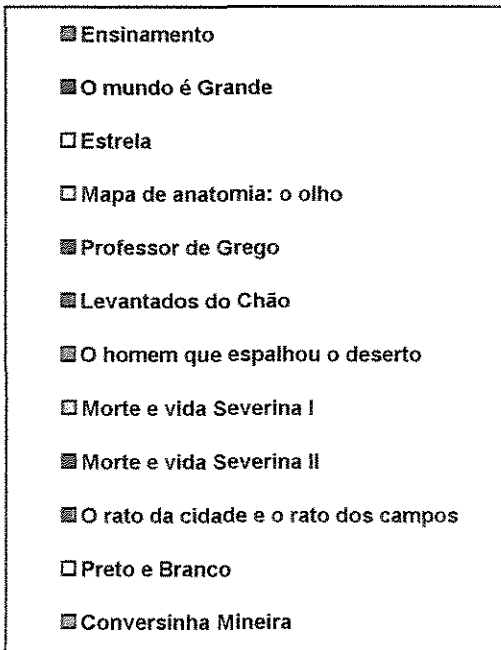 Ensinamento
O mundo é Grande
Estrela
Mapa de anatomia: o olho
Professor de Grego
Levantados do Chão
O homem que espalhou o deserto
Morte e vida Severina I
Morte e vida Severina II
O rato da cidade e o rato dos campos
Preto e Branco
Conversinha Mineira